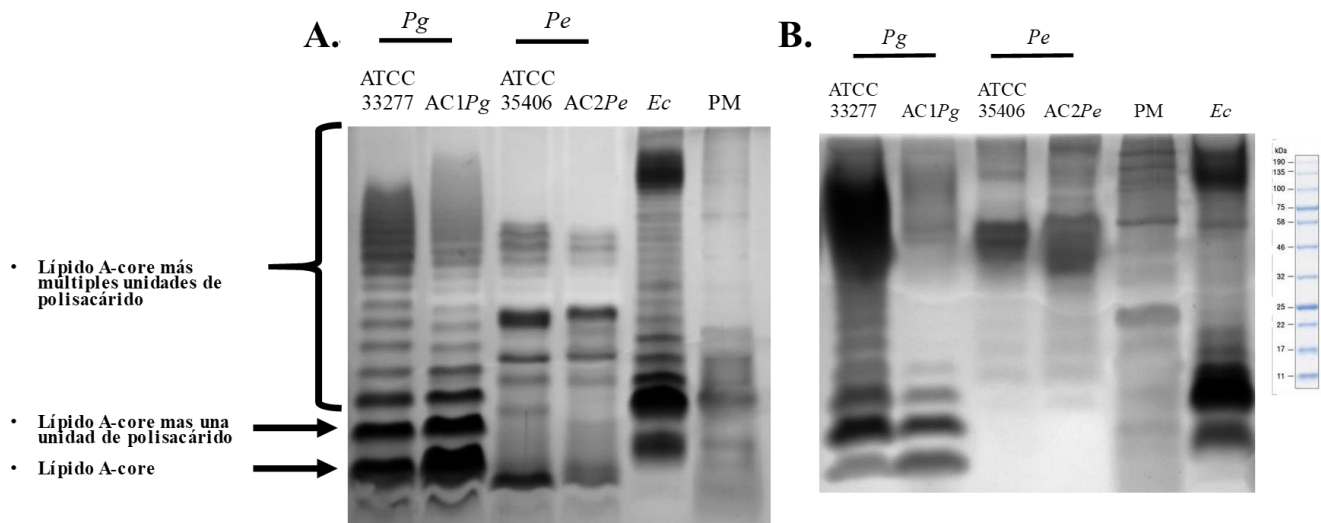 A.
Pg
Pe
ATCC
33277
AC1Pg
ATCC
35406
AC2Pe
Ec
PM
• Lípido A-core más
múltiples unidades de
polisacárido
• Lípido A-core mas una
unidad de polisacárido
• Lípido A-core
B.
Pg
Pe
ATCC
33277
AC1Pg
ATCC
35406
AC2Pe
PM
Ec
kDa
190
135
100
75
58
46
32
25
22
17
11